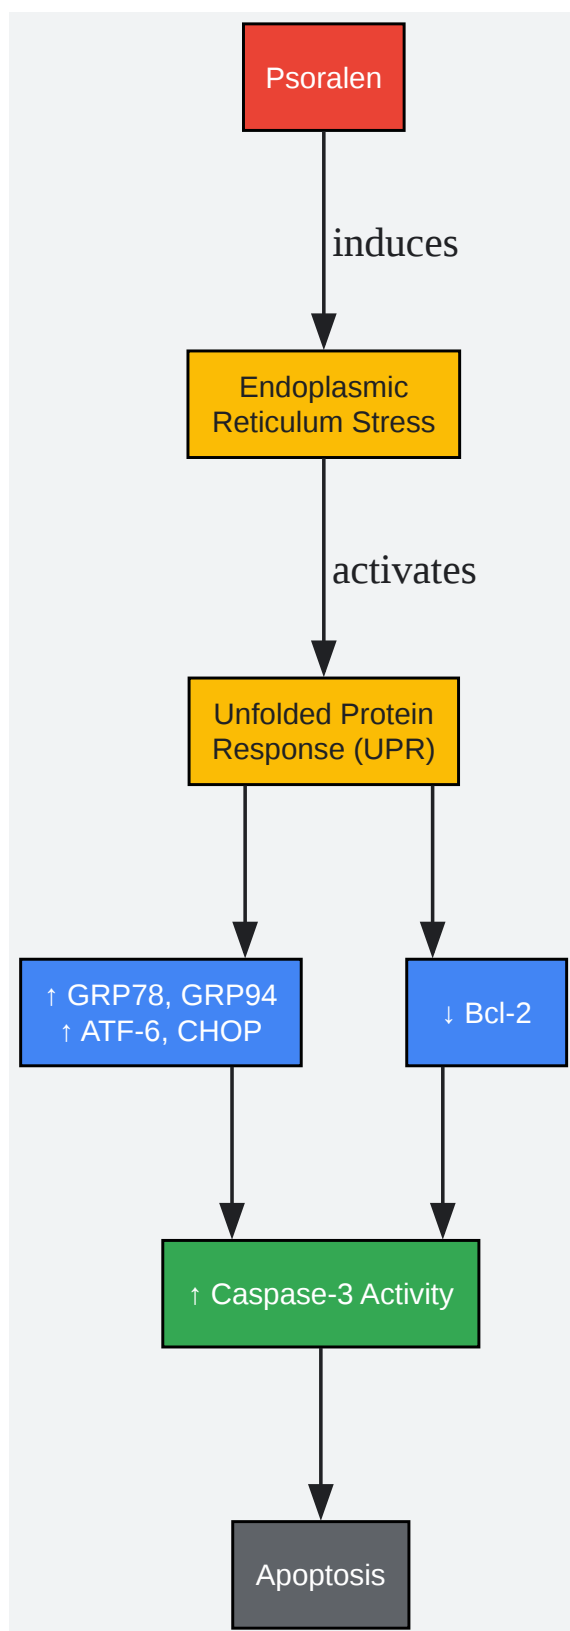 Psoralen
induces
Endoplasmic
Reticulum Stress
activates
Unfolded Protein
Response (UPR)
↑ GRP78, GRP94
↑ ATF-6, CHOP
↓ Bcl-2
↑ Caspase-3 Activity
Apoptosis